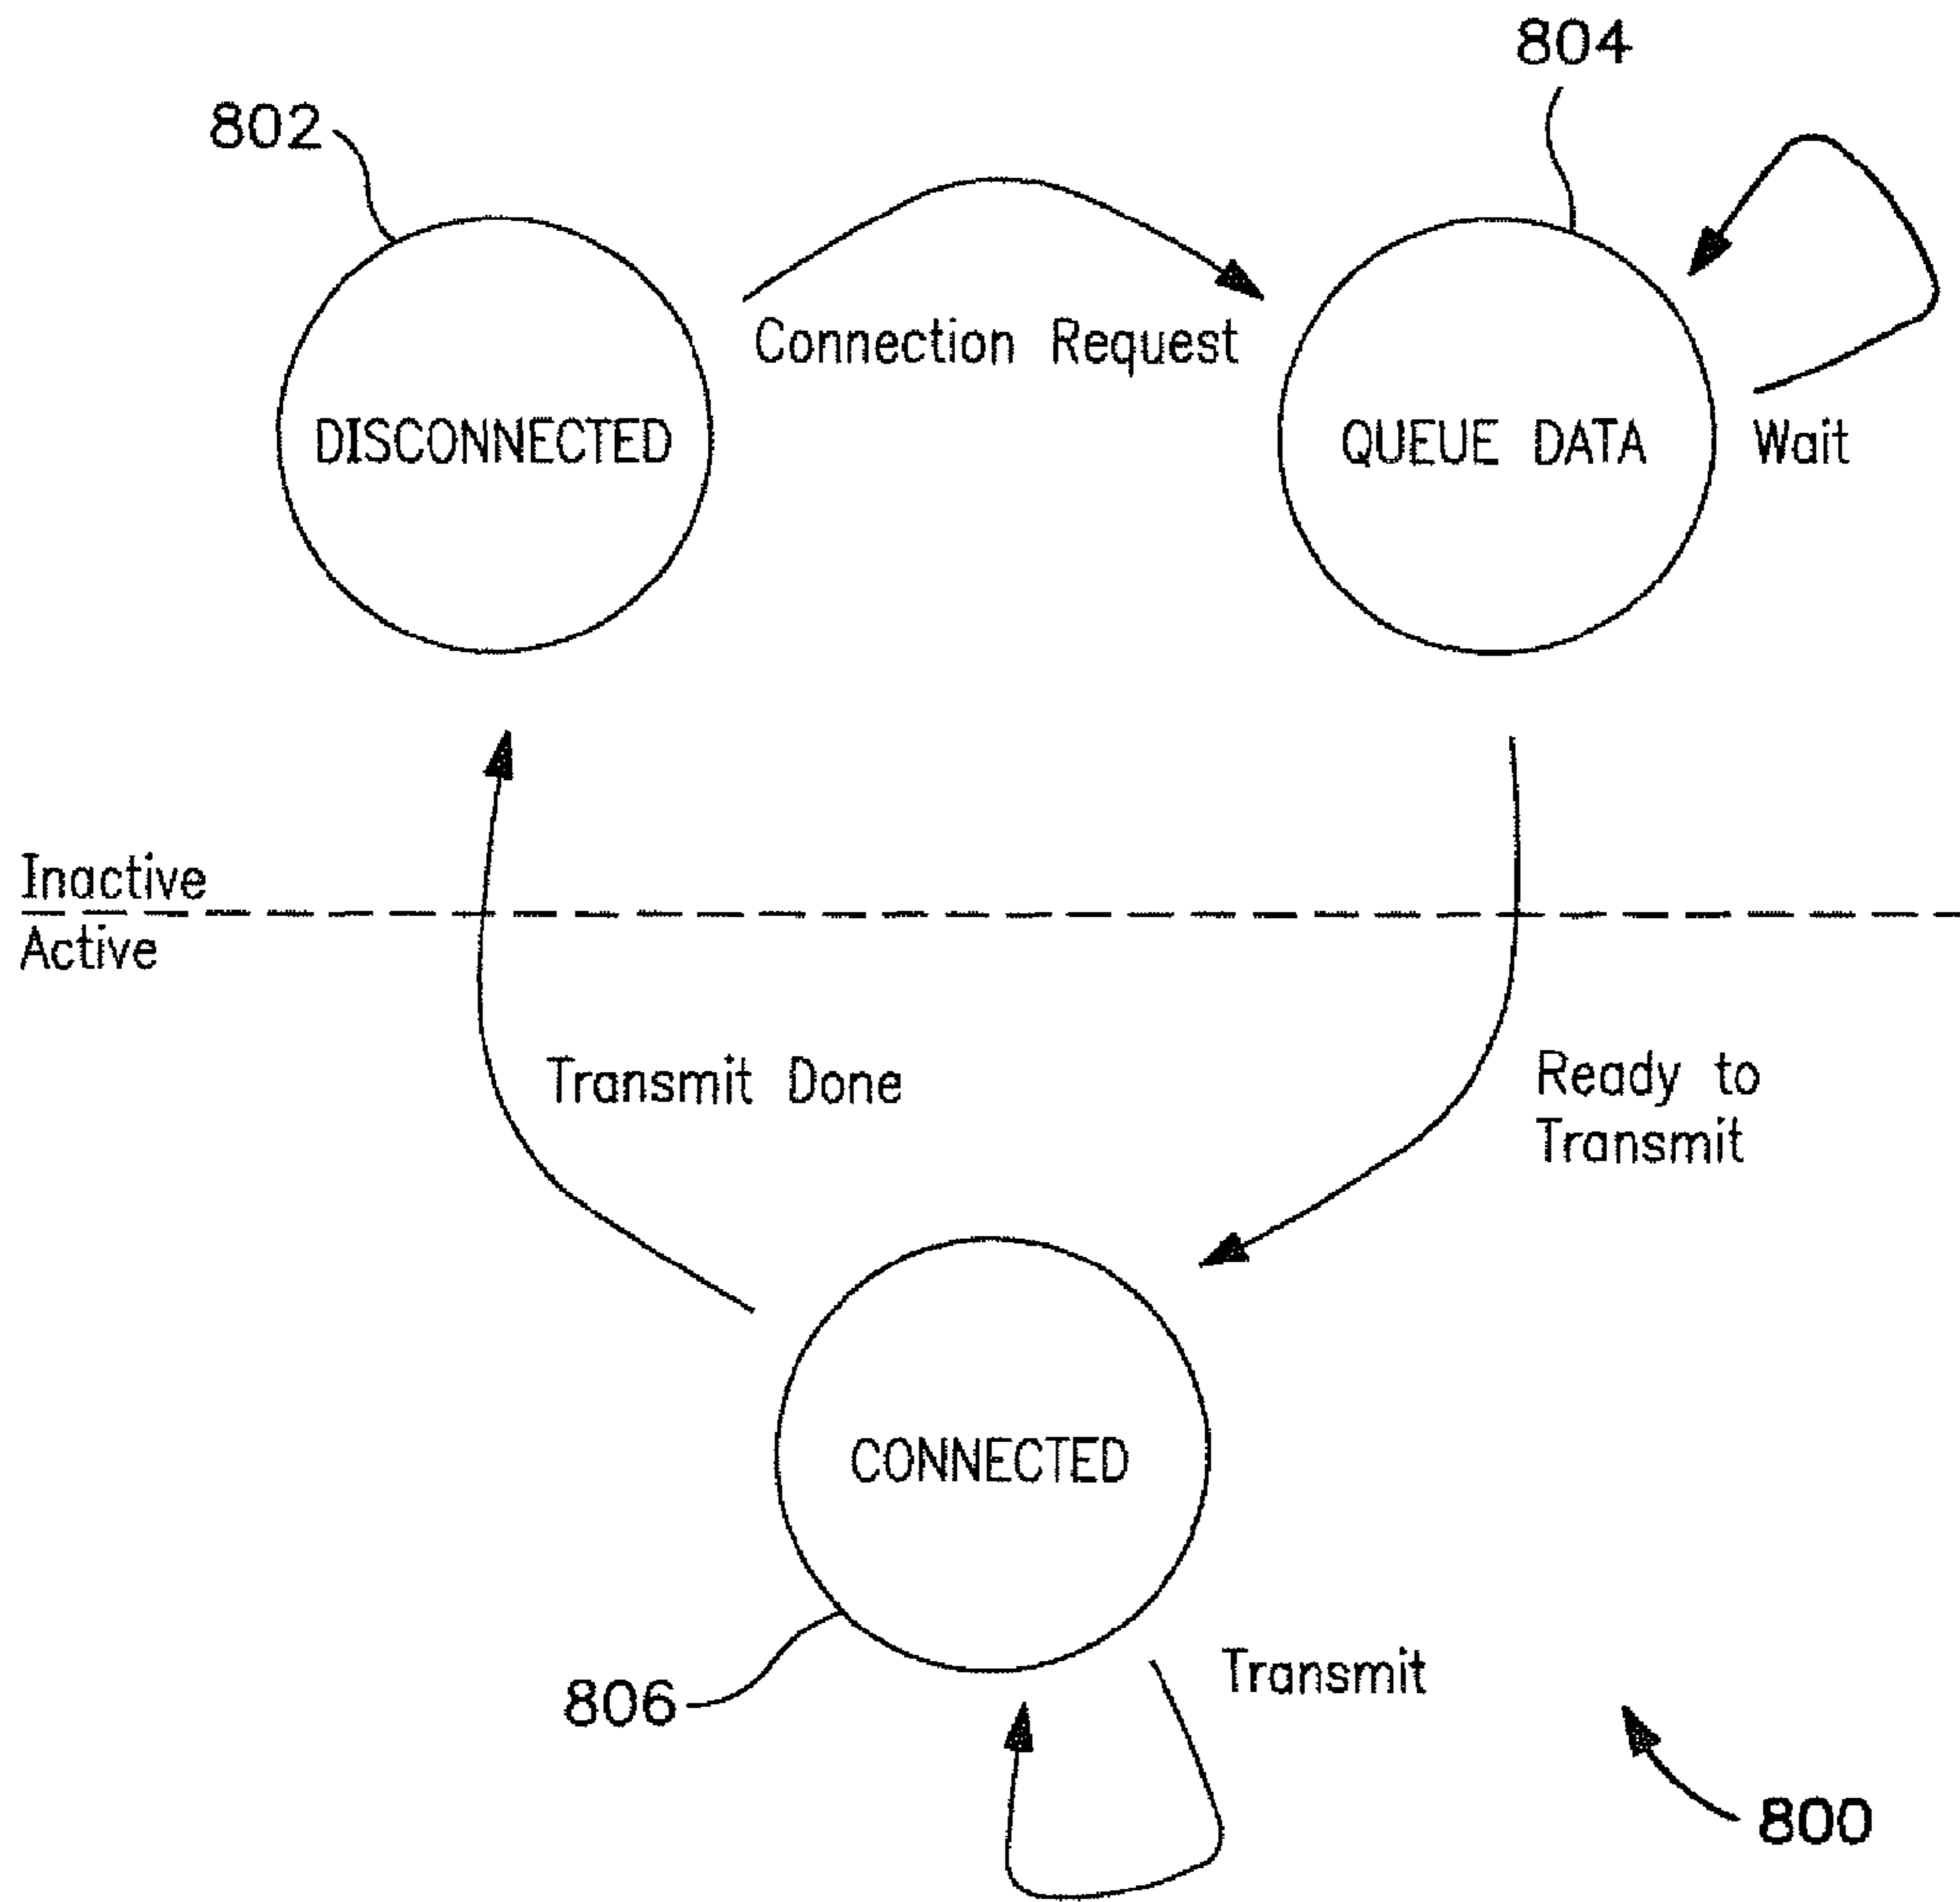 804
802
Connection Request
DISCONNECTED
QUEUE DATA
Wait
Inactive
Active
Transmit Done
Ready to
Transmit
CONNECTED
Transmit
806
800